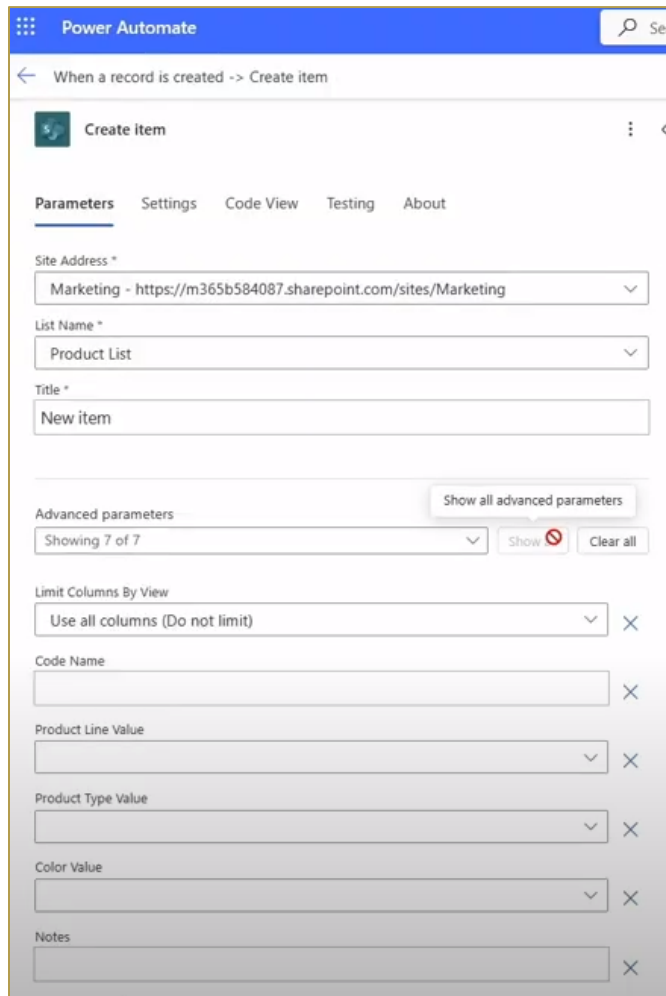 Power Automate
Se
When a record is created -> Create item
Create item
Parameters Settings Code View Testing About
Site Address *
Marketing - https://m365b584087.sharepoint.com/sites/Marketing
List Name *
Product List
Title *
New item
Show all advanced parameters
Advanced parameters
Showing 7 of 7
Show
Clear all
Limit Columns By View
Use all columns (Do not limit)
Code Name
Product Line Value
Product Type Value
Color Value
Notes